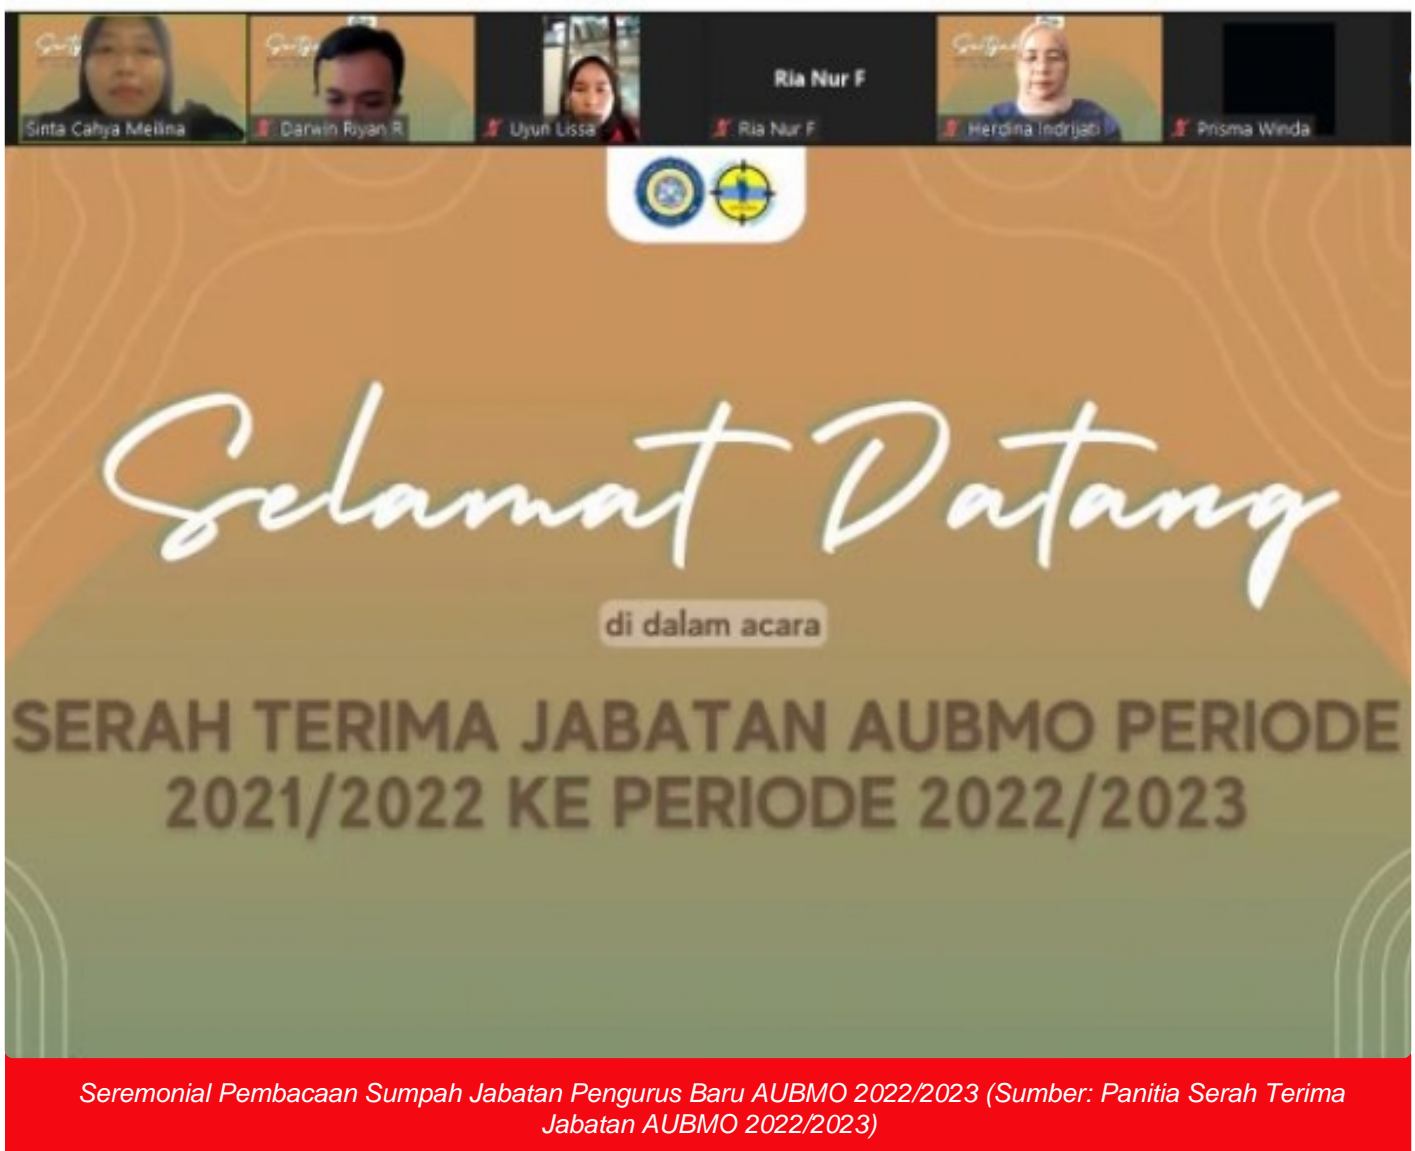 Sinta Cahya Meilina
Darwin Riyan R
Uyun Lissa
Ria Nur F
Ria Nur F
Herdina Indrijati
Prisma Winda
Selamat Datang
di dalam acara
SERAH TERIMA JABATAN AUBMO PERIODE
2021/2022 KE PERIODE 2022/2023
Seremonial Pembacaan Sumpah Jabatan Pengurus Baru AUBMO 2022/2023 (Sumber: Panitia Serah Terima
Jabatan AUBMO 2022/2023)